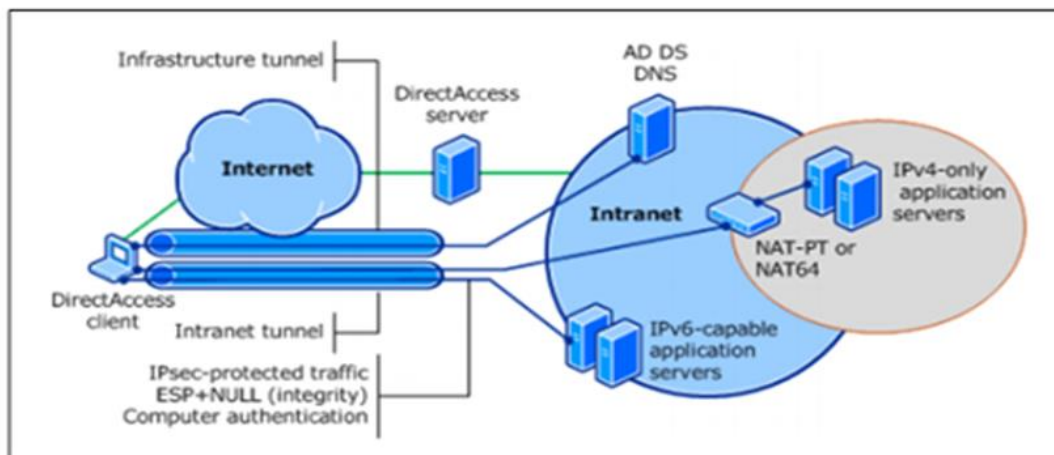 Infrastructure tunnel
Internet
DirectAccess
server
AD DS
DNS
Intranet
IPv4-only
application
servers
NAT-PT or
NAT64
DirectAccess
client
Intranet tunnel
IPv6-capable
application
servers
IPsec-protected traffic
ESP+NULL (integrity)
Computer authentication